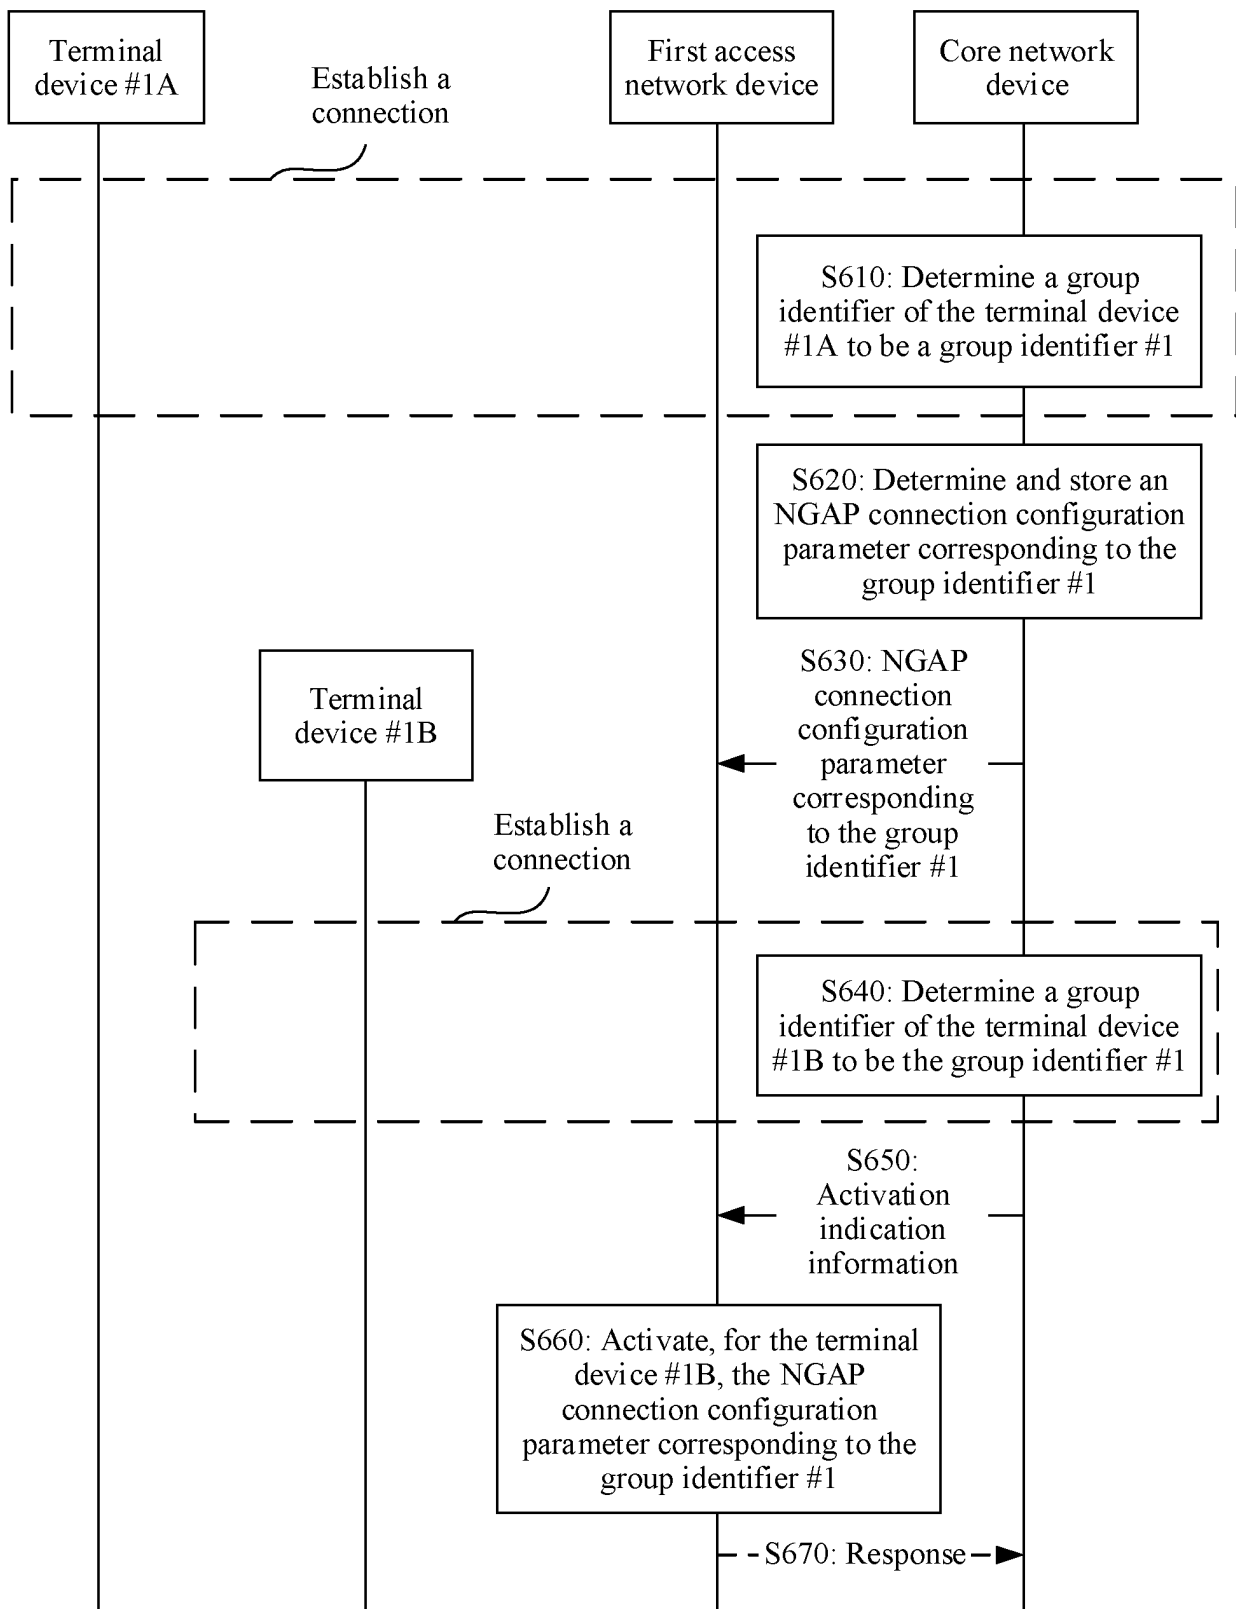 Terminal
device #1A
First access
network device
Core network
device
Establish a
connection
S610: Determine a group
identifier of the terminal device
#1A to be a group identifier #1
S620: Determine and store an
NGAP connection configuration
parameter corresponding to the
group identifier #1
S630: NGAP
connection
configuration
parameter
corresponding
to the group
identifier #1
Terminal
device #1B
Establish a
connection
S640: Determine a group
identifier of the terminal device
#1B to be the group identifier #1
S650:
Activation
indication
information
S660: Activate, for the terminal
device #1B, the NGAP
connection configuration
parameter corresponding to the
group identifier #1
S670: Response